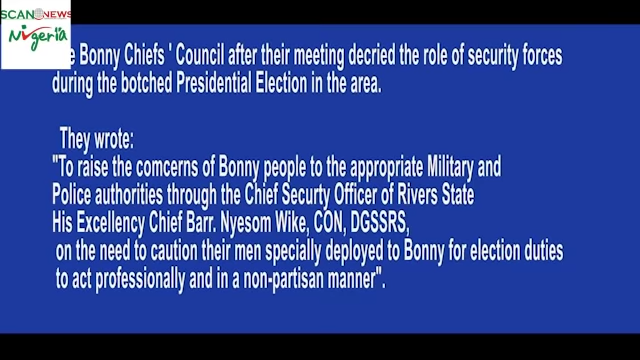 SCAN NEWS
Nigeria
e Bonny Chiefs ' Council after their meeting decried the role of security forces
during the botched Presidential Election in the area.
They wrote:
"To raise the comcerns of Bonny people to the appropriate Military and
Police authorities through the Chief Securty Officer of Rivers State
His Excellency Chief Barr. Nyesom Wike, CON, DGSSRS,
on the need to caution their men specially deployed to Bonny for election duties
to act professionally and in a non-partisan manner".